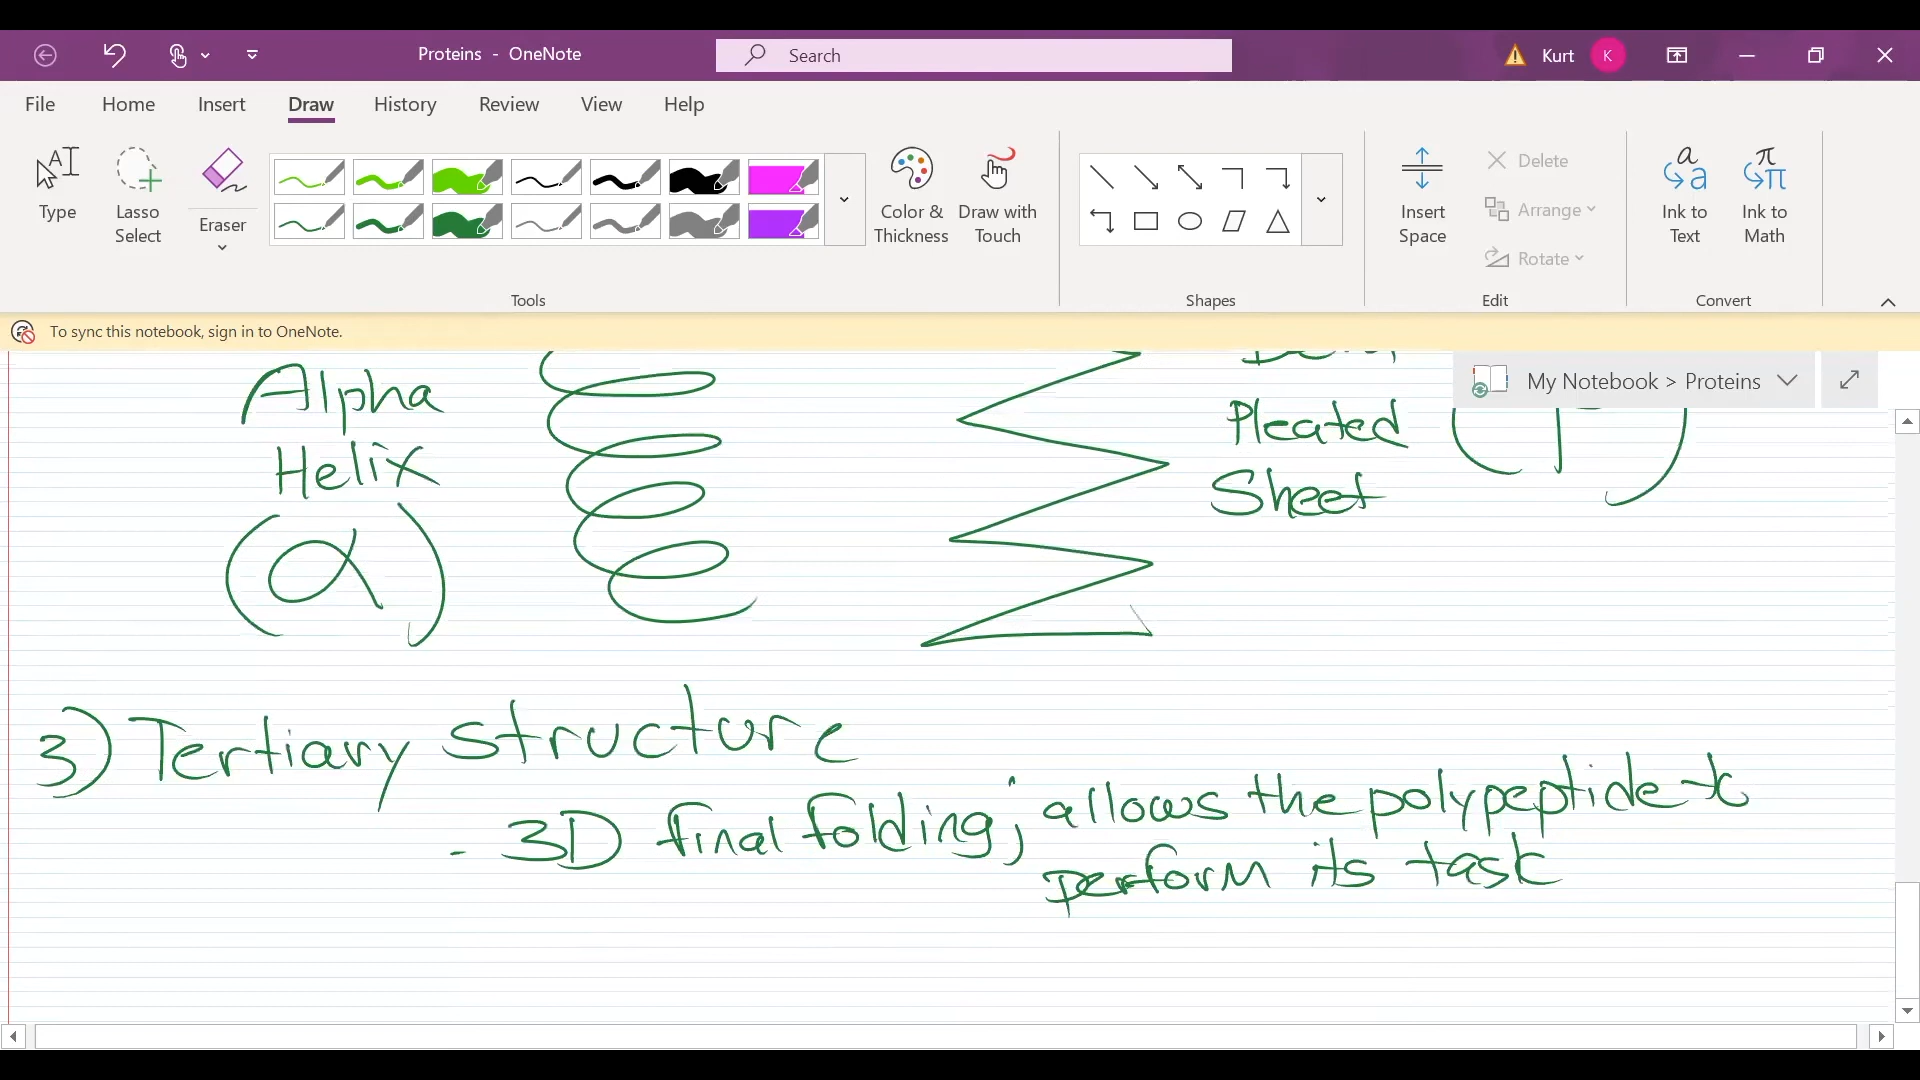 Proteins - OneNote
Search
Kurt
K
File Home Insert Draw History Review View Help
Type
Lasso Select
Eraser
Color & Thickness
Draw with Touch
Insert Space
Delete
Arrange
Rotate
Ink to Text
Ink to Math
Tools
Shapes
Edit
Convert
To sync this notebook, sign in to OneNote.
My Notebook > Proteins
Alpha
Helix
(α)
Pleated
Sheet
3) Tertiary structure
- 3D final folding; allows the polypeptide to
perform its task